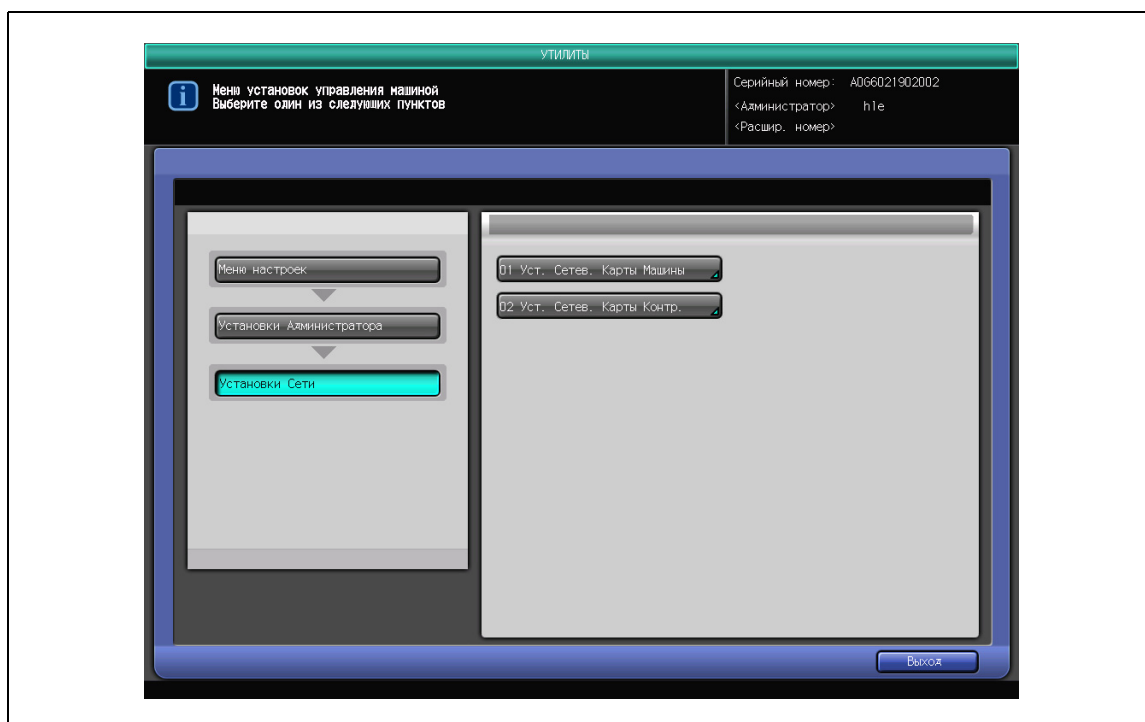 УТИЛИТЫ
Меню установок управления машиной
Выберите один из следующих пунктов
Серийный номер: A0G6021902002
<Администратор> hle
<Расшир. номер>
Меню настроек
Установки Администратора
Установки Сети
01 Уст. Сетев. Карты Машины
02 Уст. Сетев. Карты Контр.
Выход